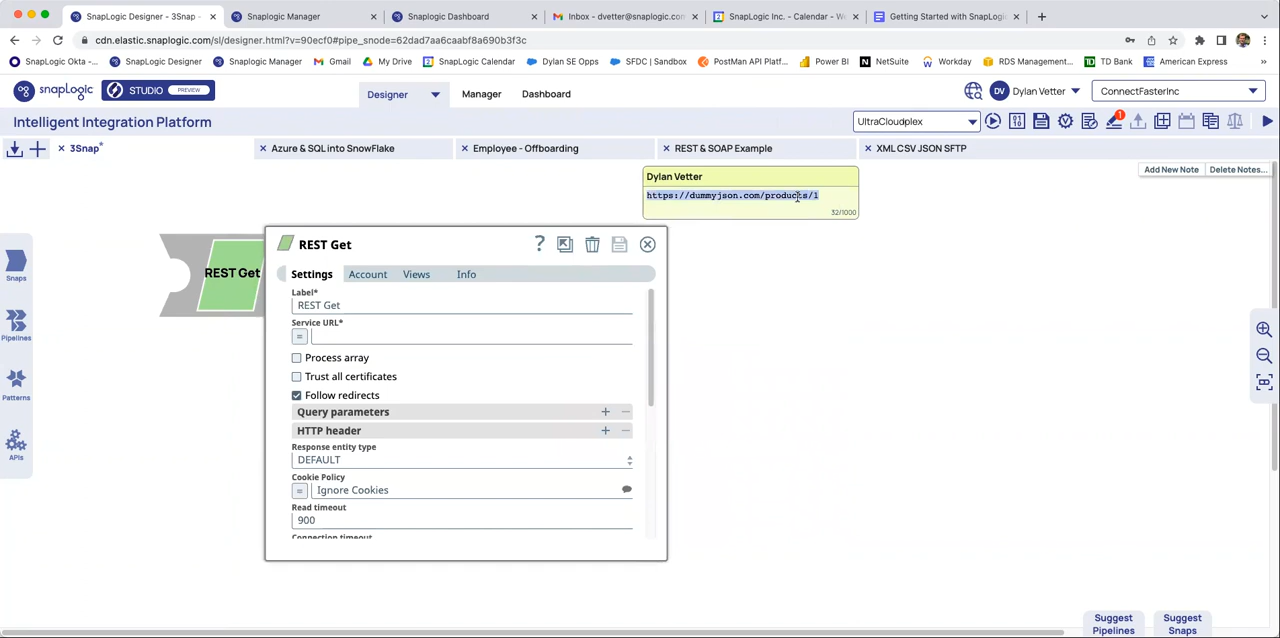 SnapLogic Designer - 3Snap -
Snaplogic Manager
Snaplogic Dashboard
Inbox - dvetter@snaplogic.com
SnapLogic Inc. - Calendar - We
Getting Started with SnapLogi
cdn.elastic.snaplogic.com/sl/designer.html?v=90ecf0#pipe_snode=62dad7aa6caabf8a690b3f3c
SnapLogic Okta -...
SnapLogic Designer
Snaplogic Manager
Gmail
My Drive
SnapLogic Calendar
Dylan SE Opps
SFDC | Sandbox
PostMan API Platf...
Power BI
NetSuite
Workday
RDS Management...
TD Bank
American Express
»
snapLogic
STUDIO PREVIEW
Designer
Manager
Dashboard
DV Dylan Vetter
ConnectFasterInc
Intelligent Integration Platform
UltraCloudplex
1
3Snap*
Azure & SQL into SnowFlake
Employee - Offboarding
REST & SOAP Example
XML CSV JSON SFTP
Add New Note
Delete Notes...
Dylan Vetter
https://dummyjson.com/products/1
32/1000
Snaps
Pipelines
Patterns
APIs
REST Get
REST Get
?
Settings
Account
Views
Info
Label*
REST Get
Service URL*
=
Process array
Trust all certificates
Follow redirects
Query parameters + −
HTTP header + −
Response entity type
DEFAULT
Cookie Policy
= Ignore Cookies
Read timeout
900
Connection timeout
Suggest
Pipelines
Suggest
Snaps